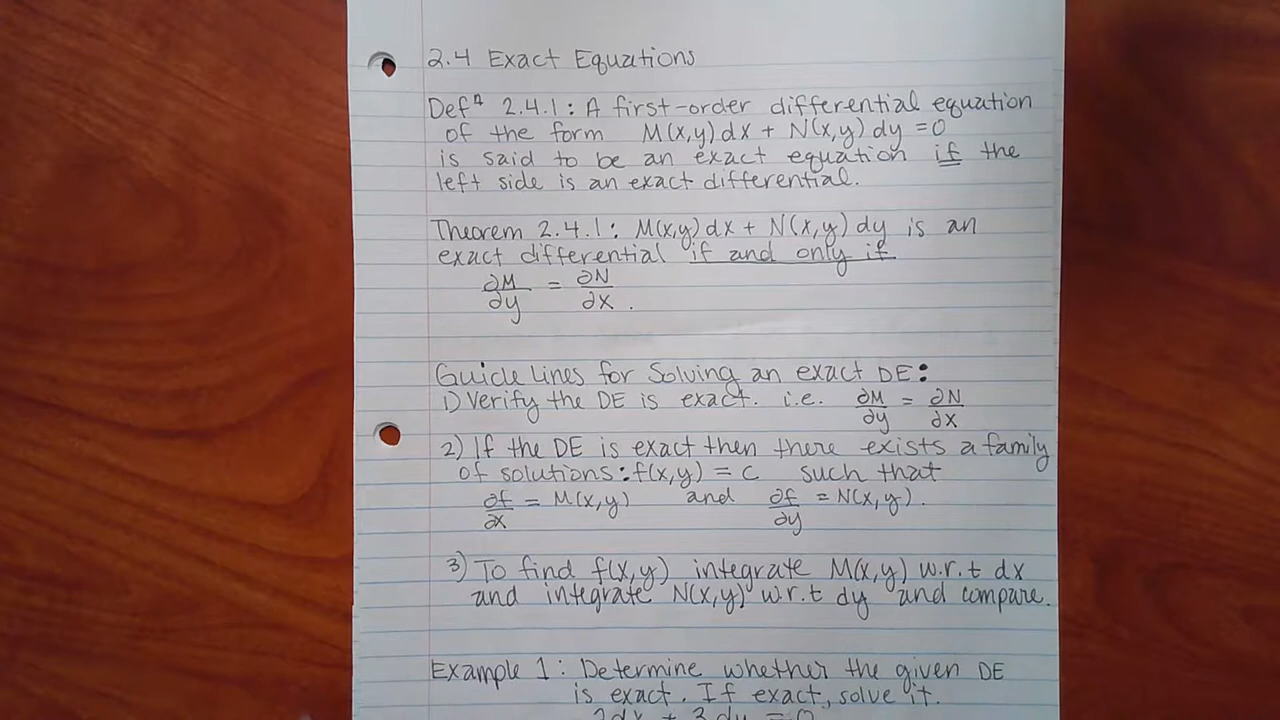 2.4 Exact Equations
Defⁿ 2.4.1: A first-order differential equation
of the form M(x,y)dx + N(x,y)dy = 0
is said to be an exact equation if the
left side is an exact differential.
Theorem 2.4.1: M(x,y)dx + N(x,y)dy is an
exact differential if and only if
∂M/∂y = ∂N/∂x.
Guidelines for Solving an exact DE:
1) Verify the DE is exact. i.e. ∂M/∂y = ∂N/∂x
2) If the DE is exact then there exists a family
of solutions: f(x,y) = c such that
∂f/∂x = M(x,y) and ∂f/∂y = N(x,y).
3) To find f(x,y) integrate M(x,y) w.r.t dx
and integrate N(x,y) w.r.t dy and compare.
Example 1: Determine whether the given DE
is exact. If exact, solve it.
2dx + 3dy = 0